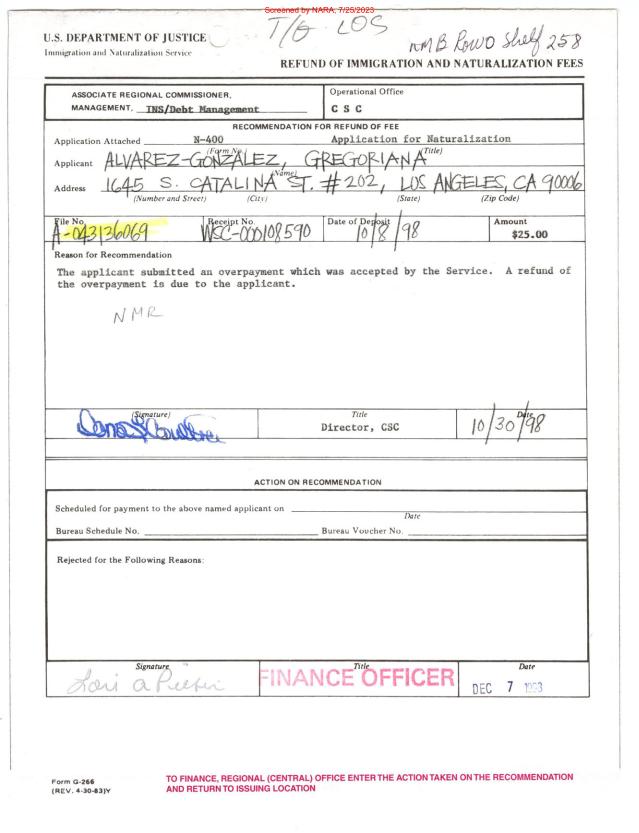 Screened by NARA, 7/25/2023
T/G LOS
NMB ROWO Shelf 258
U.S. DEPARTMENT OF JUSTICE
Immigration and Naturalization Service
REFUND OF IMMIGRATION AND NATURALIZATION FEES
ASSOCIATE REGIONAL COMMISSIONER,
MANAGEMENT, INS/Debt Management
Operational Office
C S C
RECOMMENDATION FOR REFUND OF FEE
Application Attached N-400 Application for Naturalization
(Form No.) (Title)
Applicant ALVAREZ-GONZALEZ, GREGORIANA
(Name)
Address 1645 S. CATALINA ST. #202, LOS ANGELES, CA 90006
(Number and Street) (City) (State) (Zip Code)
File No. Receipt No. Date of Deposit Amount
A-043136069 WSC-000108590 10/8/98 $25.00
Reason for Recommendation
The applicant submitted an overpayment which was accepted by the Service. A refund of
the overpayment is due to the applicant.
NMR
(Signature) Title Date
Director, CSC 10/30/98
ACTION ON RECOMMENDATION
Scheduled for payment to the above named applicant on
Date
Bureau Schedule No. Bureau Voucher No.
Rejected for the Following Reasons:
Signature Title Date
Lori a FINANCE OFFICER DEC 7
Form G-266
(REV. 4-30-83)Y
TO FINANCE, REGIONAL (CENTRAL) OFFICE ENTER THE ACTION TAKEN ON THE RECOMMENDATION
AND RETURN TO ISSUING LOCATION